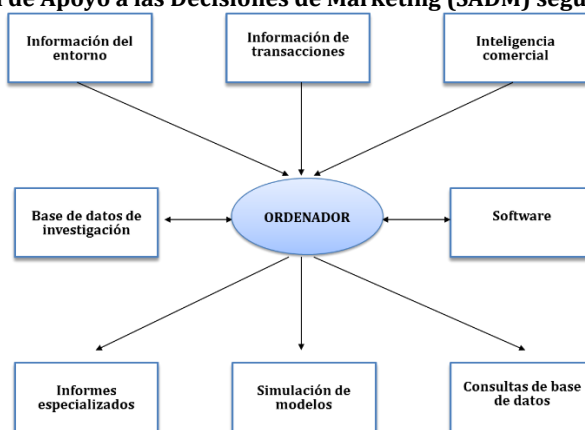 de Apoyo a las Decisiones de Marketing (SADM) segú
Información del
entorno
Información de
transacciones
Inteligencia
comercial
Base de datos de
investigación
ORDENADOR
Software
Informes
especializados
Simulación de
modelos
Consultas de base
de datos